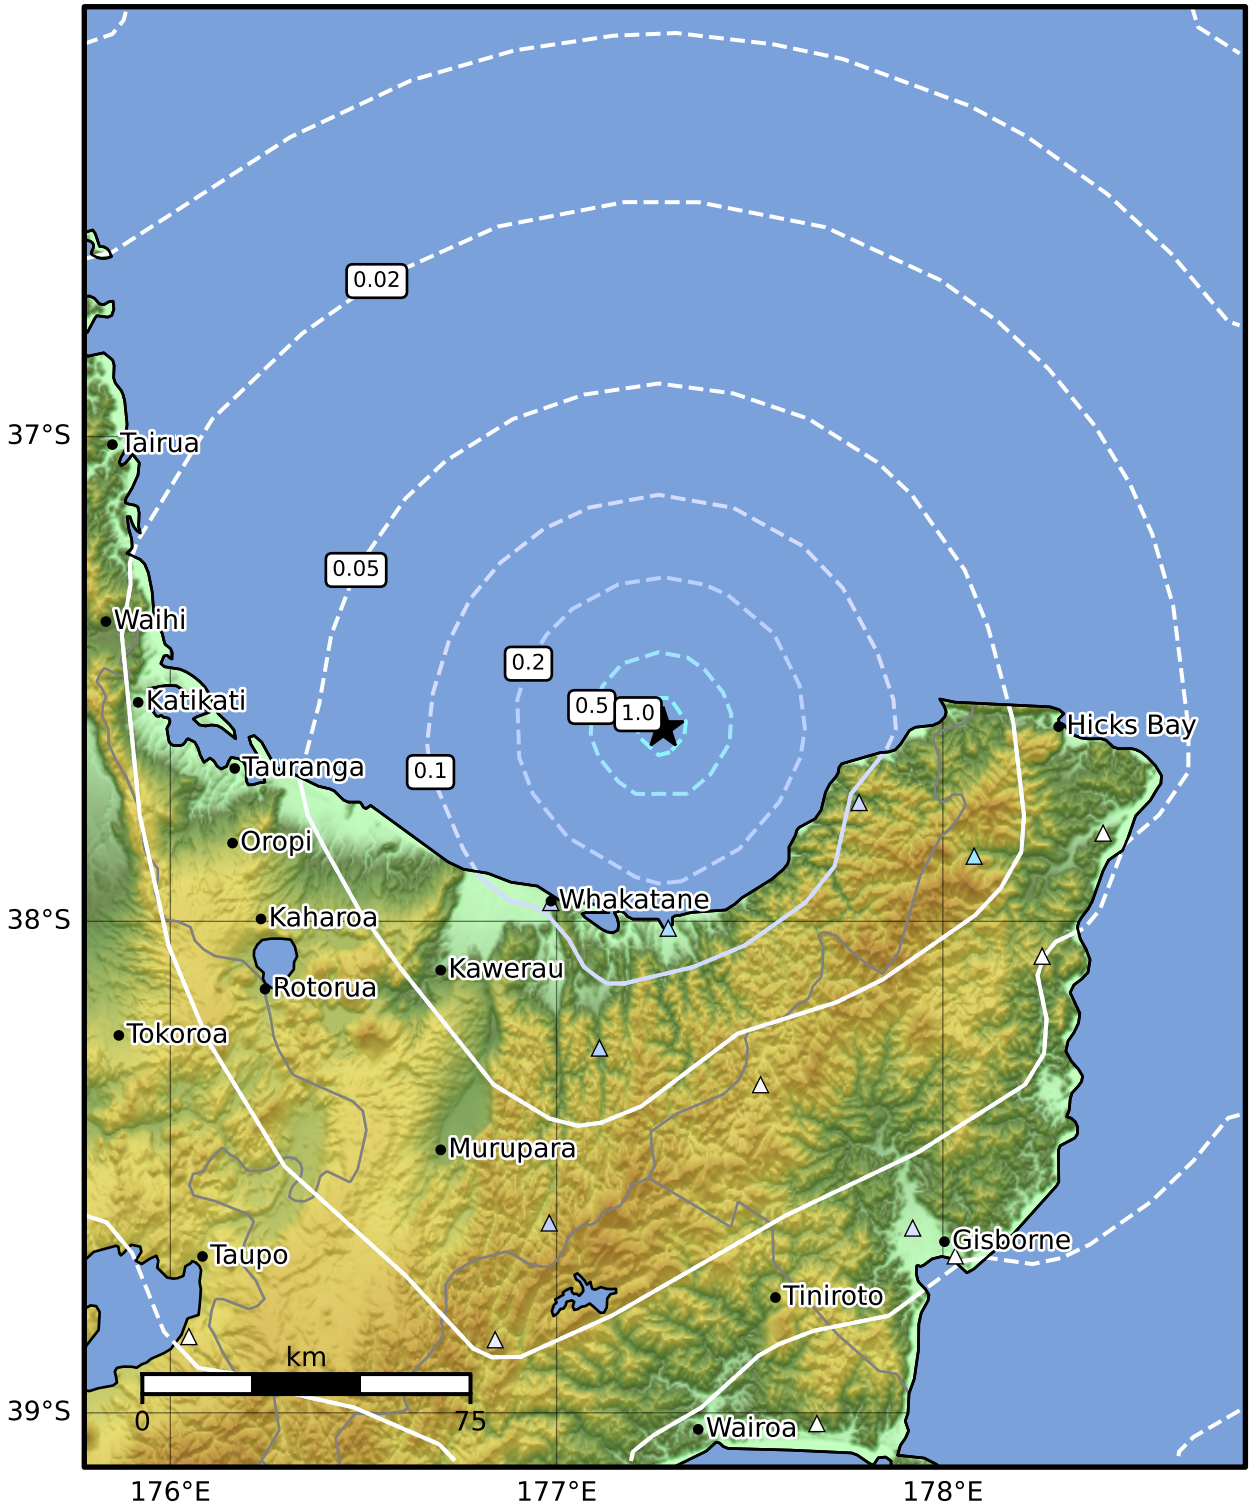 0.02
37°S
Tairua
0.05
Waihi
0.2
Katikati
0.5
1.0
Hicks Bay
Tauranga
0.1
Oropi
Whakatane
38°S
Kaharoa
Kawerau
Rotorua
Tokoroa
Murupara
Gisborne
Taupo
Tiniroto
km
0
75
39°S
Wairoa
176°E
177°E
178°E